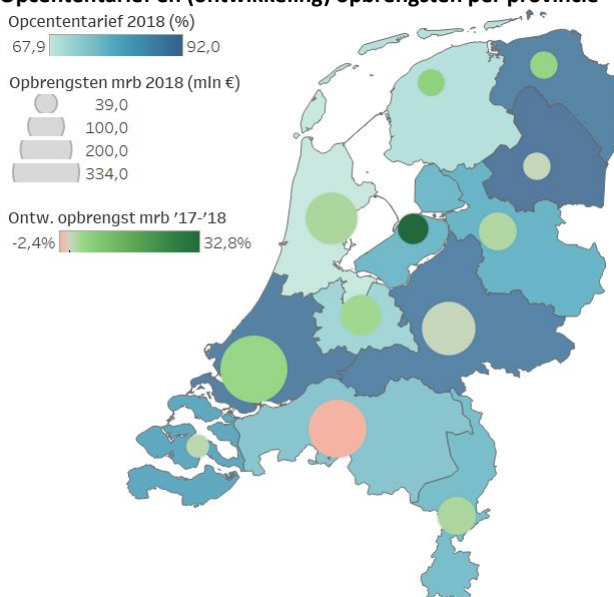 Opcententarief en (ontwikkeling) opbrengsten per provincie
Opcententarief 2018 (%)
67,9 92,0
Opbrengsten mrb 2018 (mln €)
39,0
100,0
200,0
334,0
Ontw. opbrengst mrb '17-'18
-2,4% 32,8%